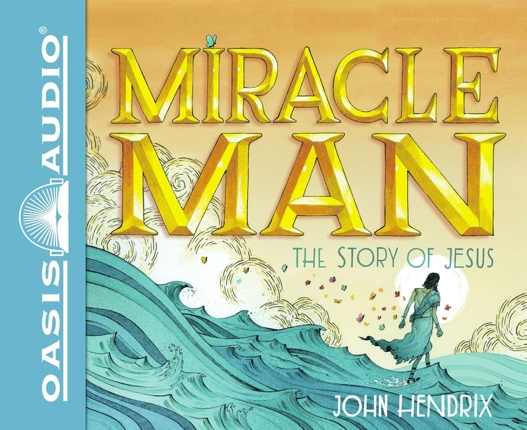 OASIS AUDIO®
MIRACLE
MAN
THE STORY OF JESUS
JOHN HENDRIX